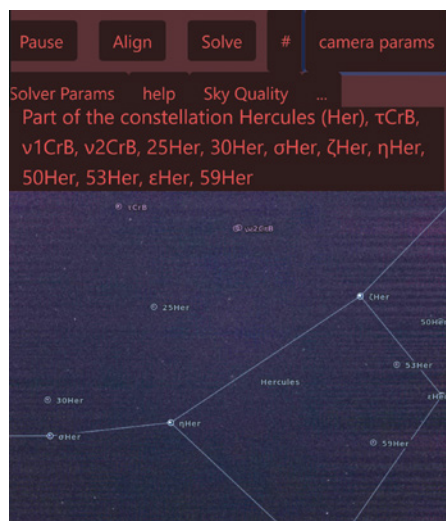 Pause Align Solve # camera params
Solver Params help Sky Quality ...
Part of the constellation Hercules (Her), τCrB,
ν1CrB, ν2CrB, 25Her, 30Her, σHer, ζHer, ηHer,
50Her, 53Her, εHer, 59Her
τCrB
νν2CrB
25Her
ζHer
50Her
53Her
Hercules
εHer
30Her
ηHer
σHer
59Her